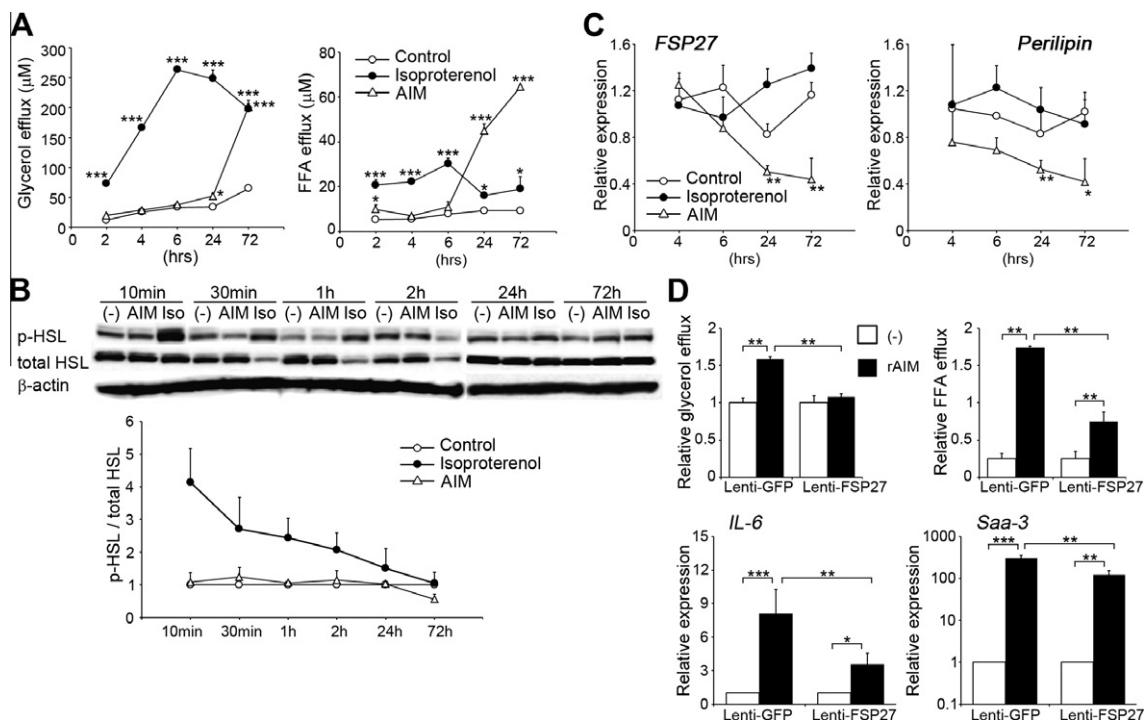 A
Glycerol efflux (μM)
300
250
200
150
100
50
0
0
2
4
6
24
72
(hrs)
***
***
***
***
***
***
*
FFA efflux (μM)
80
60
40
20
0
0
2
4
6
24
72
(hrs)
Control
Isoproterenol
AIM
***
***
***
***
***
*
*
*
B
10min 30min 1h 2h 24h 72h
(-) AIM Iso (-) AIM Iso (-) AIM Iso (-) AIM Iso (-) AIM Iso (-) AIM Iso
p-HSL
total HSL
β-actin
p-HSL / total HSL
6
5
4
3
2
1
0
10min 30min 1h 2h 24h 72h
Control
Isoproterenol
AIM
C
FSP27
Relative expression
1.6
1.2
0.8
0.4
0
0
4
6
24
72
(hrs)
Control
Isoproterenol
AIM
**
**
Perilipin
Relative expression
1.6
1.2
0.8
0.4
0
0
4
6
24
72
(hrs)
**
*
D
Relative glycerol efflux
2
1.5
1
0.5
0
** **
Lenti-GFP Lenti-FSP27
(-)
rAIM
Relative FFA efflux
2
1.5
1
0.5
0
** **
**
Lenti-GFP Lenti-FSP27
IL-6
Relative expression
15
12
9
6
3
0
*** **
*
Lenti-GFP Lenti-FSP27
Saa-3
Relative expression
1000
100
10
1
0.1
*** **
**
Lenti-GFP Lenti-FSP27